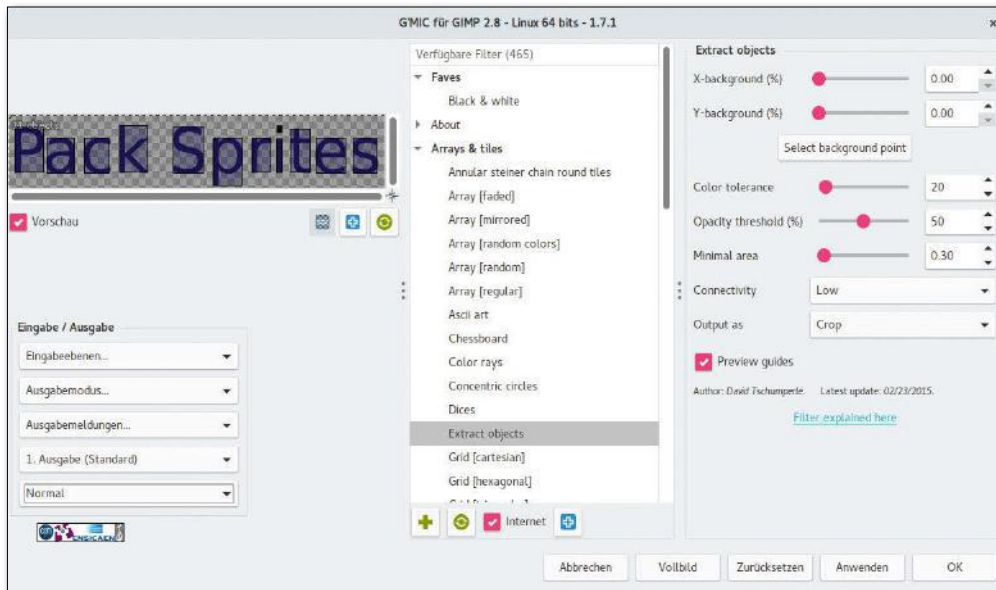 G'MIC für GIMP 2.8 - Linux 64 bits - 1.7.1
x
Pack Sprites
Vorschau
Eingabe / Ausgabe
Eingabeebenen...
Ausgabemodus...
Ausgabemeldungen...
1. Ausgabe (Standard)
Normal
ENSICAEN
Verfügbare Filter (465)
Faves
Black & white
About
Arrays & tiles
Annular steiner chain round tiles
Array [faded]
Array [mirrored]
Array [random colors]
Array [random]
Array [regular]
Ascii art
Chessboard
Color rays
Concentric circles
Dices
Extract objects
Grid [cartesian]
Grid [hexagonal]
Internet
Extract objects
X-background (%) 0.00
Y-background (%) 0.00
Select background point
Color tolerance 20
Opacity threshold (%) 50
Minimal area 0.30
Connectivity Low
Output as Crop
Preview guides
Author: David Tschumperlé. Latest update: 02/23/2015.
Filter explained here
Abbrechen Vollbild Zurücksetzen Anwenden OK